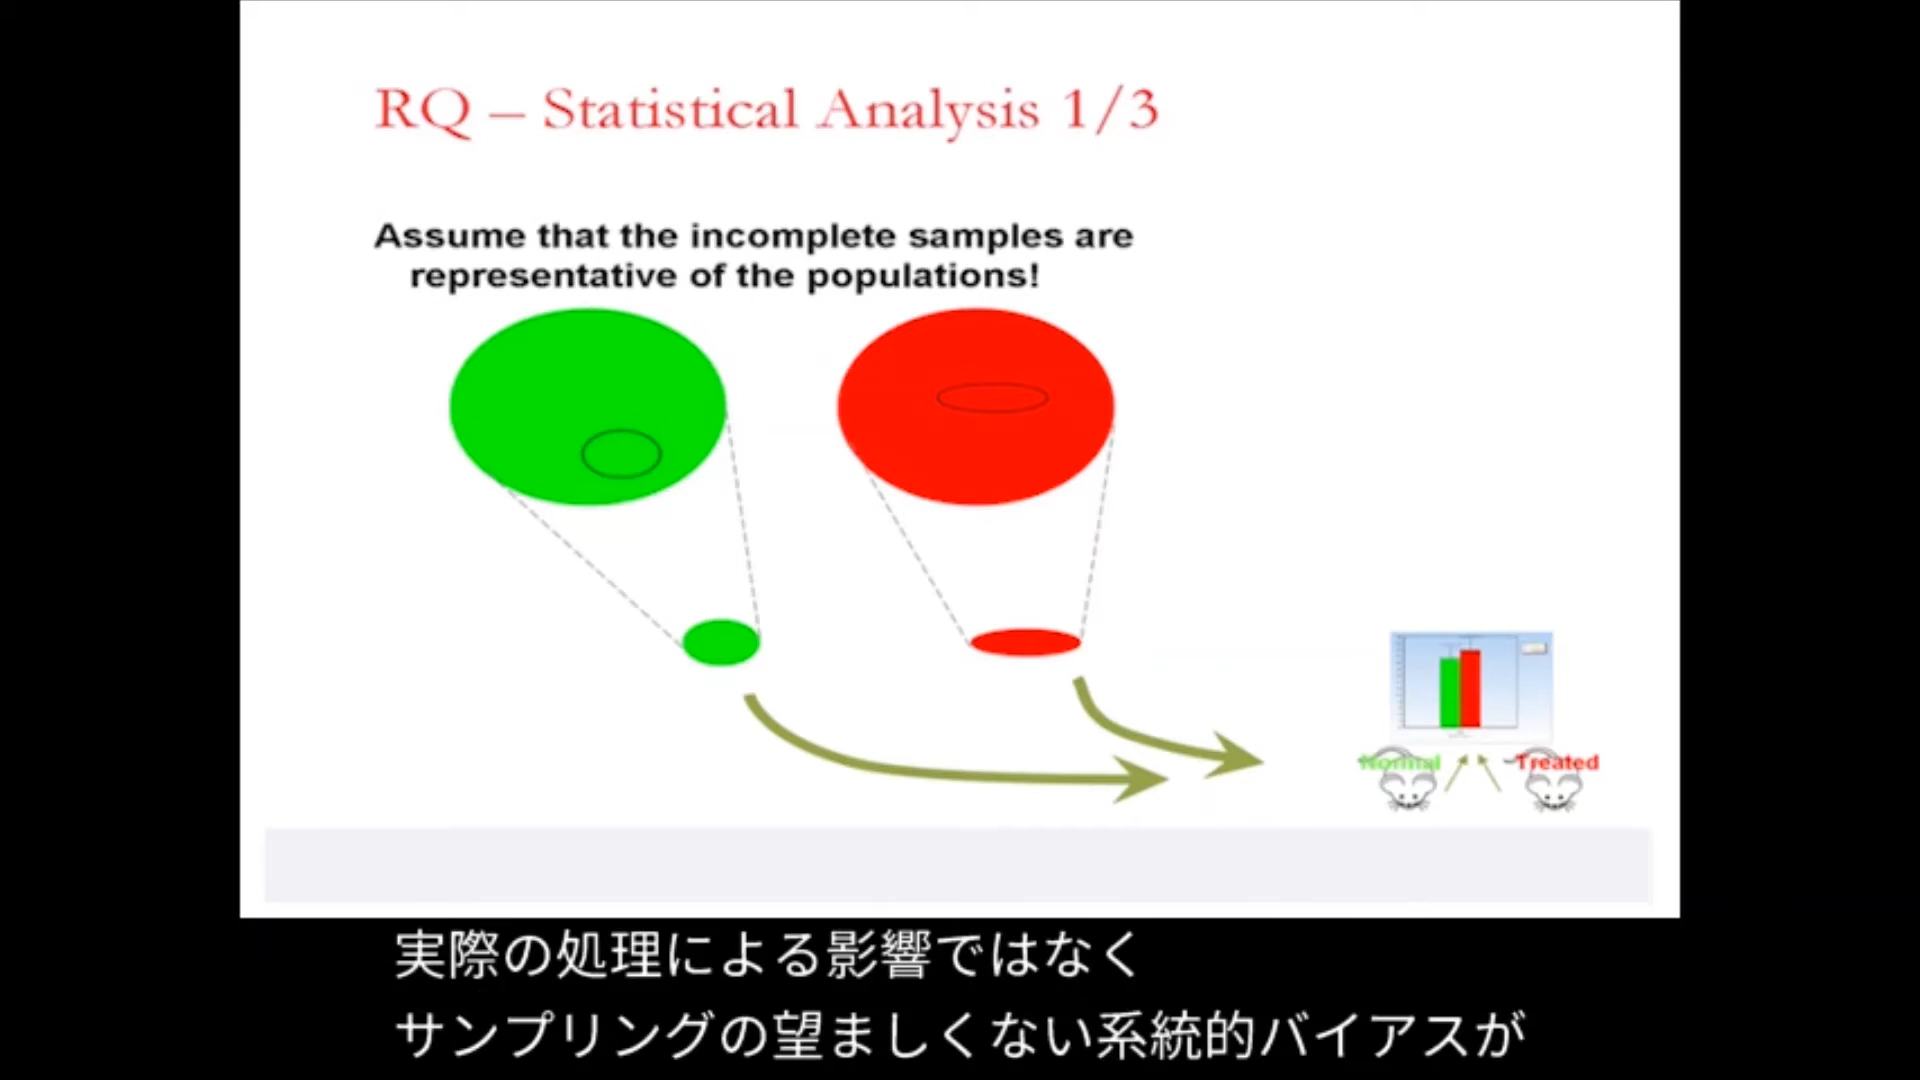 RQ – Statistical Analysis 1/3
Assume that the incomplete samples are
representative of the populations!
Normal
Treated
実際の処理による影響ではなく
サンプリングの望ましくない系統的バイアスが